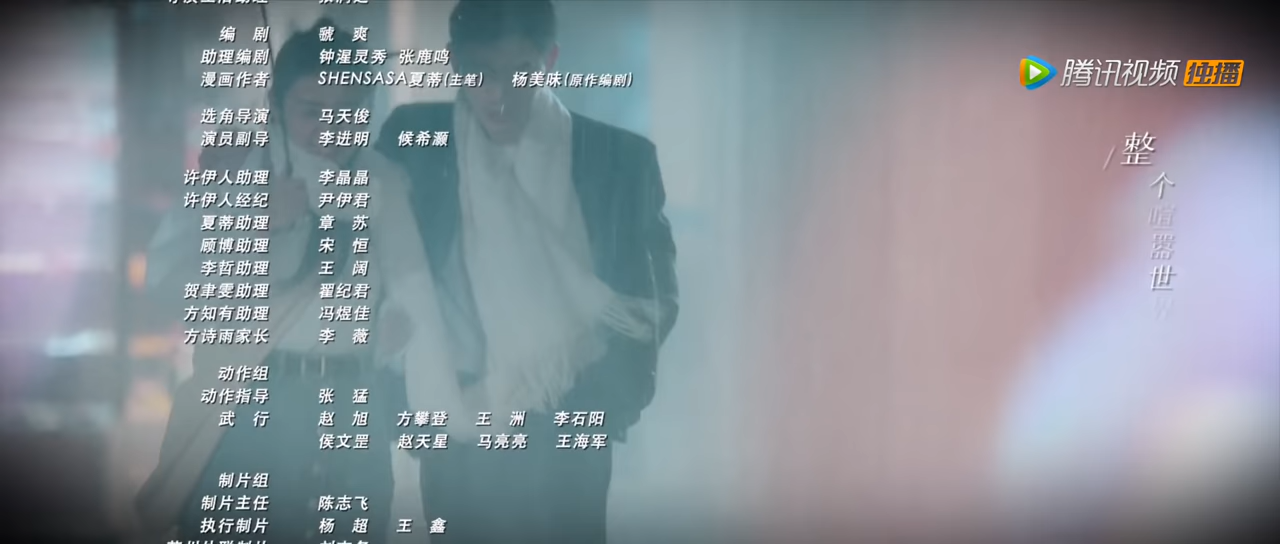 编 剧 虢 爽
助理编剧 钟渥灵秀 张鹿鸣
漫画作者 SHENSASA夏蒂(主笔) 杨美味(原作编剧)
选角导演 马天俊
演员副导 李进明 候希灏
许伊人助理 李晶晶
许伊人经纪 尹伊君
夏蒂助理 章 苏
顾博助理 宋 恒
李哲助理 王 阔
贺聿雯助理 翟纪君
方知有助理 冯煜佳
方诗雨家长 李 薇
动作组
动作指导 张 猛
武 行 赵 旭 方攀登 王 洲 李石阳
侯文罡 赵天星 马亮亮 王海军
制片组
制片主任 陈志飞
执行制片 杨 超 王 鑫
腾讯视频 独播
整个喧嚣世